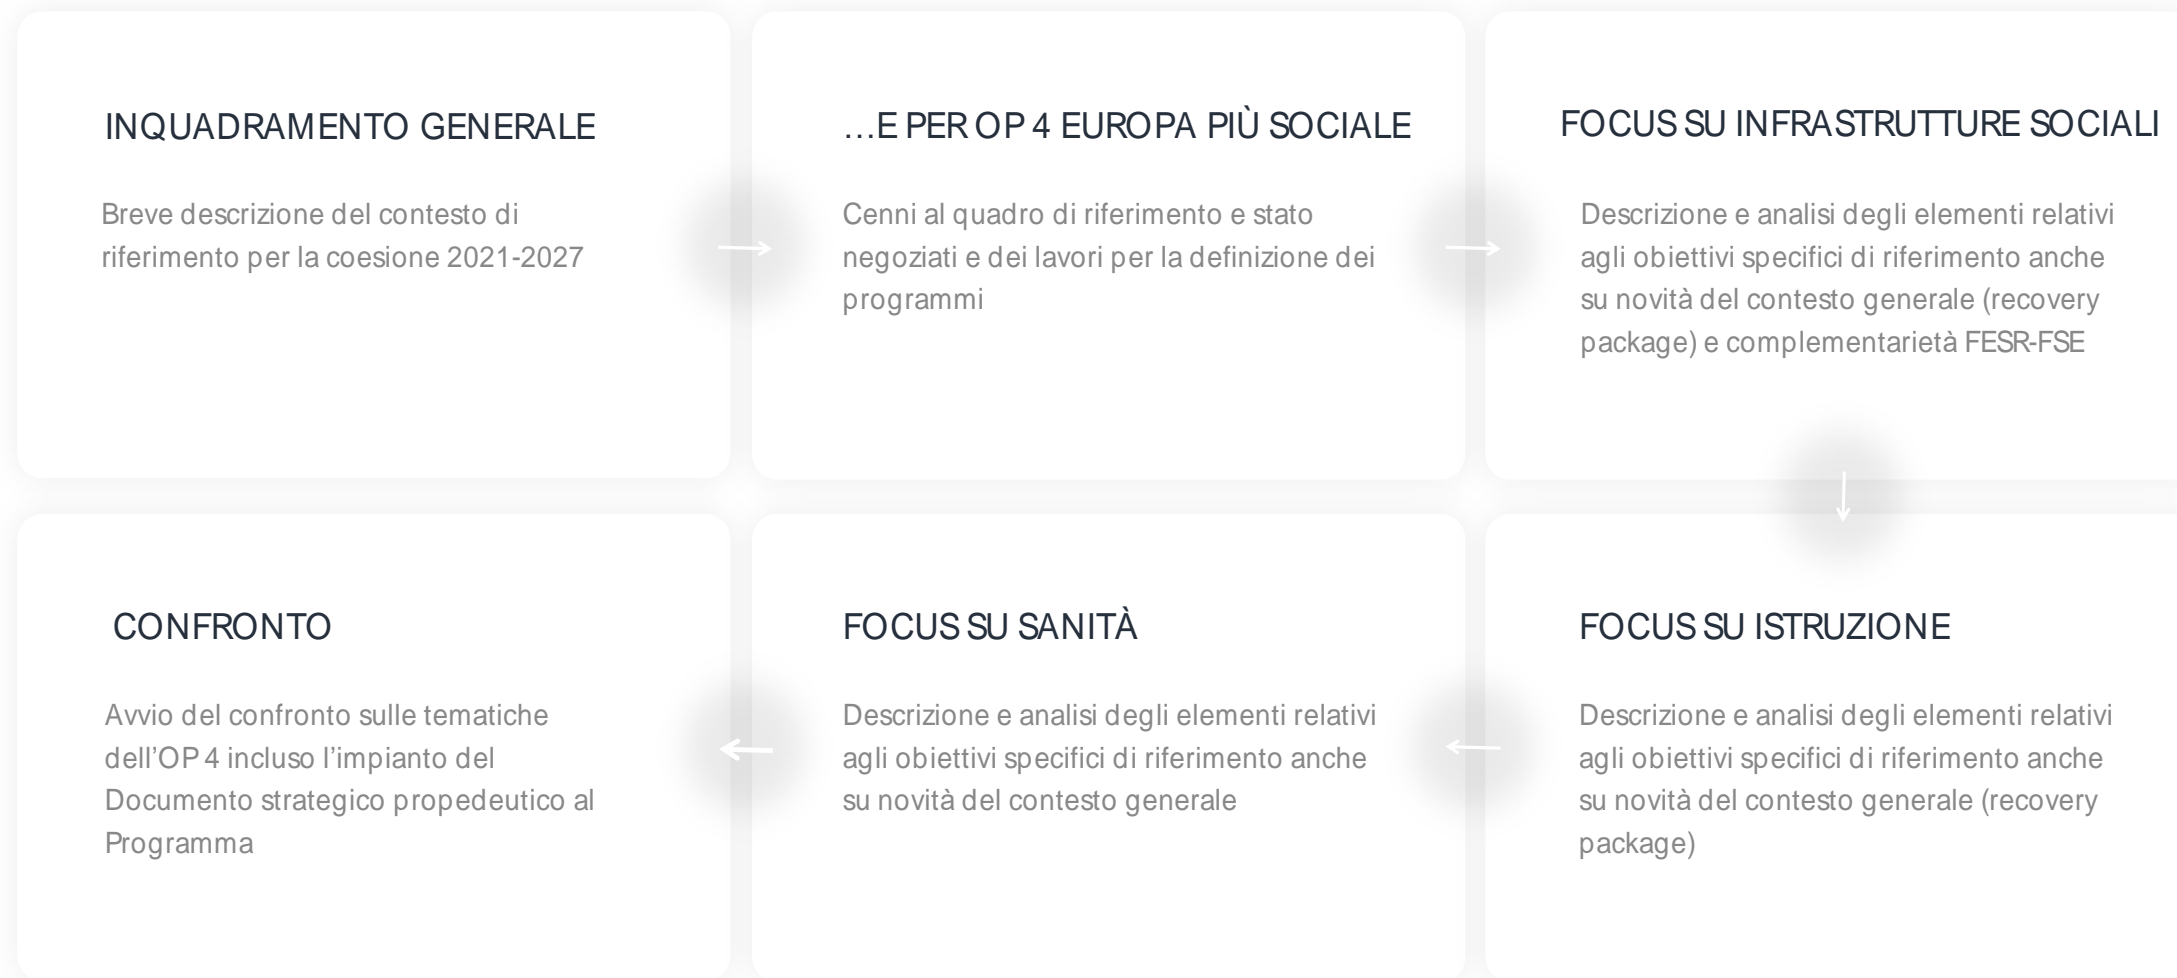 INQUADRAMENTO GENERALE
Breve descrizione del contesto di
riferimento per la coesione 2021-2027
…E PER OP 4 EUROPA PIÙ SOCIALE
Cenni al quadro di riferimento e stato
negoziati e dei lavori per la definizione dei
programmi
FOCUS SU INFRASTRUTTURE SOCIALI
Descrizione e analisi degli elementi relativi
agli obiettivi specifici di riferimento anche
su novità del contesto generale (recovery
package) e complementarietà FESR-FSE
FOCUS SU ISTRUZIONE
Descrizione e analisi degli elementi relativi
agli obiettivi specifici di riferimento anche
su novità del contesto generale (recovery
package)
FOCUS SU SANITÀ
Descrizione e analisi degli elementi relativi
agli obiettivi specifici di riferimento anche
su novità del contesto generale
CONFRONTO
Avvio del confronto sulle tematiche
dell’OP 4 incluso l’impianto del
Documento strategico propedeutico al
Programma